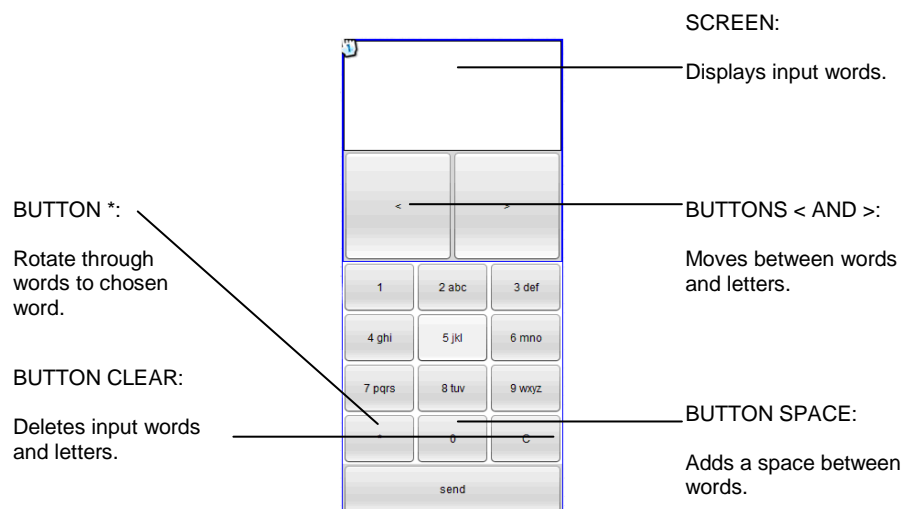 SCREEN:
Displays input words.
BUTTON *:
Rotate through
words to chosen
word.
BUTTON CLEAR:
Deletes input words
and letters.
<
>
1
2 abc
3 def
4 ghi
5 jkl
6 mno
7 pqrs
8 tuv
9 wxyz
*
0
C
send
BUTTONS < AND >:
Moves between words
and letters.
BUTTON SPACE:
Adds a space between
words.